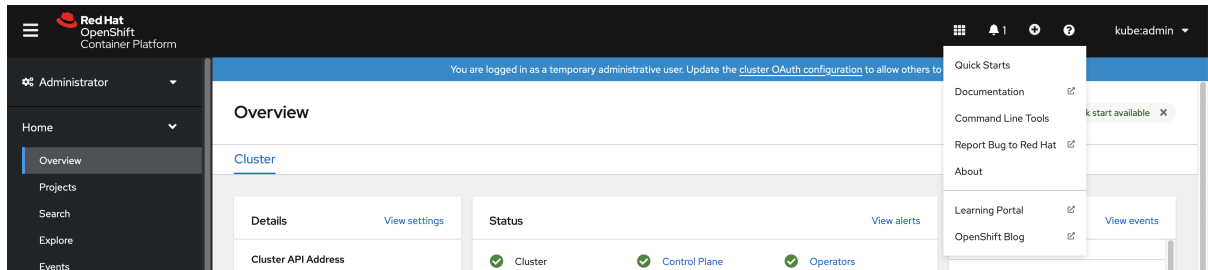 Red Hat
OpenShift
Container Platform
1
kube:admin
Administrator
You are logged in as a temporary administrative user. Update the cluster OAuth configuration to allow others to
Quick Starts
Documentation
Command Line Tools
Report Bug to Red Hat
About
Learning Portal
OpenShift Blog
Home
Overview
Projects
Search
Explore
Events
Overview
k start available
Cluster
Details
View settings
Cluster API Address
Status
View alerts
Cluster
Control Plane
Operators
View events